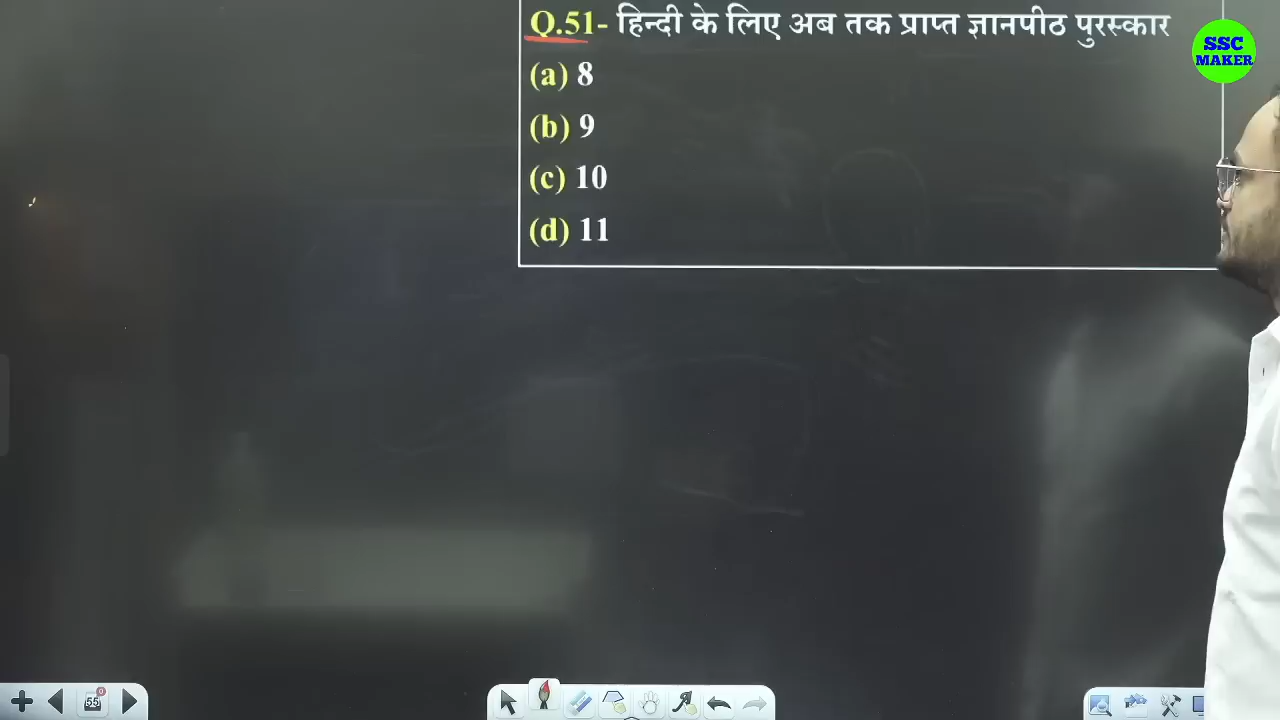 Q.51- हिन्दी के लिए अब तक प्राप्त ज्ञानपीठ पुरस्कार
(a) 8
(b) 9
(c) 10
(d) 11
SSC
MAKER
55